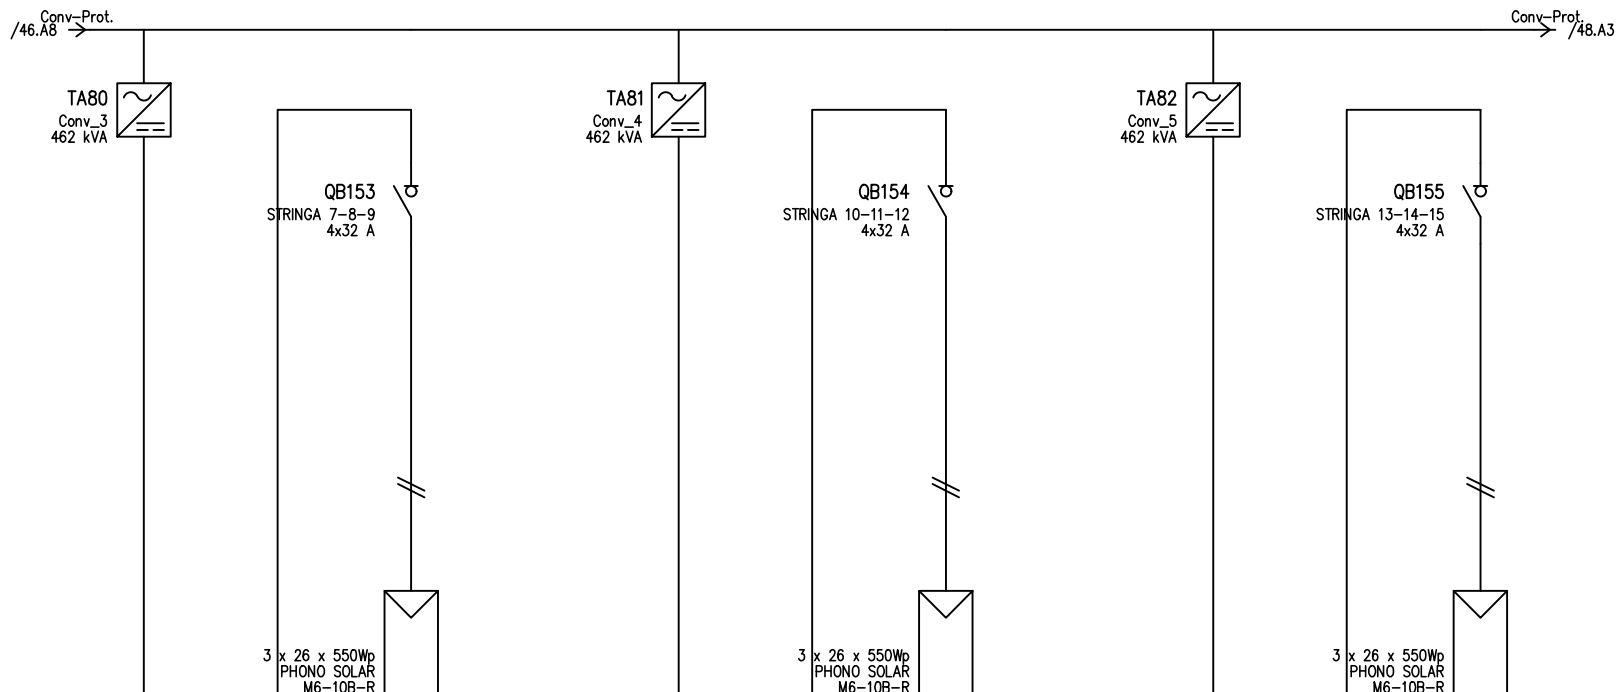 Conv-Prot.
/46.A8
Conv-Prot.
/48.A3
TA80
Conv_3
462 kVA
TA81
Conv_4
462 kVA
TA82
Conv_5
462 kVA
QB153
STRINGA 7-8-9
4x32 A
QB154
STRINGA 10-11-12
4x32 A
QB155
STRINGA 13-14-15
4x32 A
3 x 26 x 550Wp
PHONO SOLAR
M6-10B-R
3 x 26 x 550Wp
PHONO SOLAR
M6-10B-R
3 x 26 x 550Wp
PHONO SOLAR
M6-10B-R